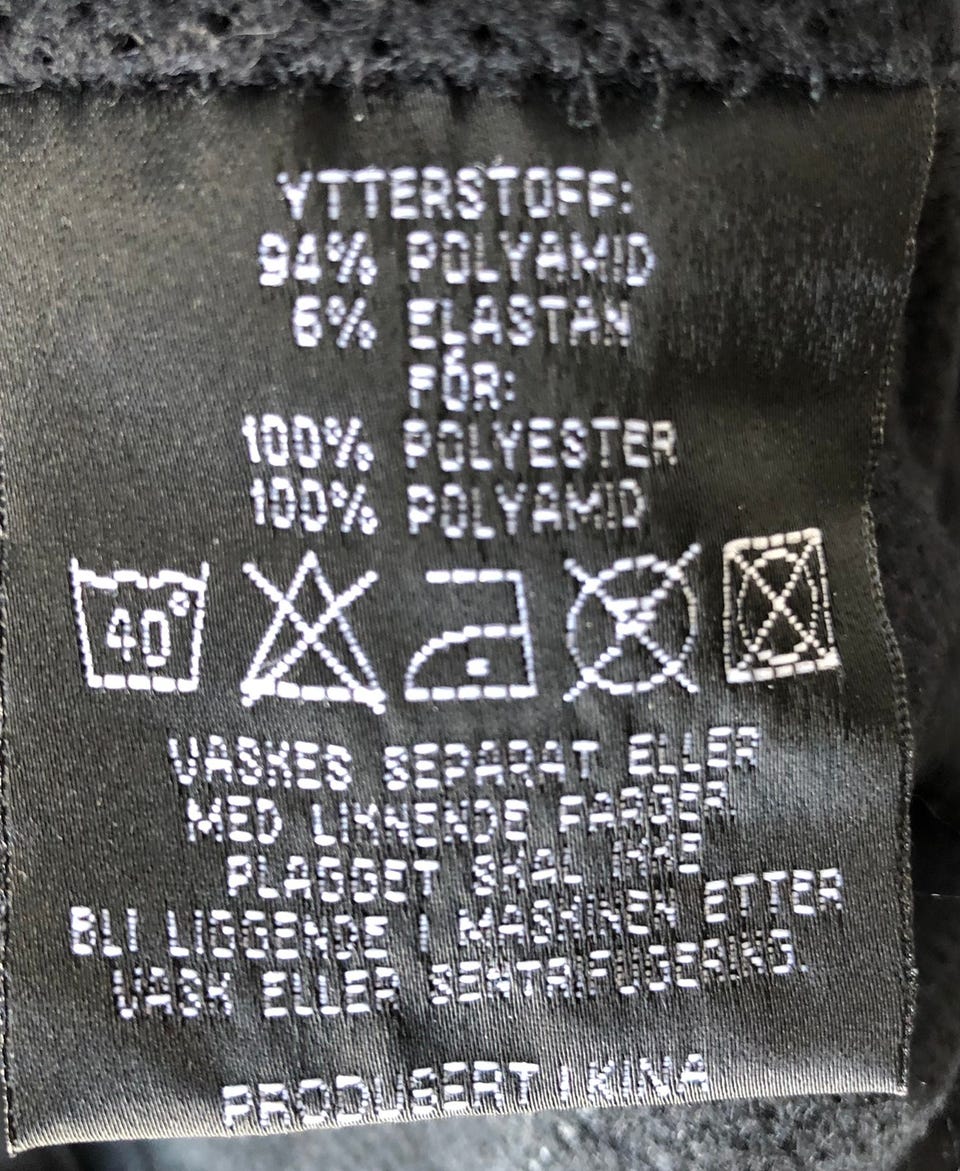 YTTERSTOFF:
94% POLYAMID
6% ELASTAN
FÓR:
100% POLYESTER
100% POLYAMID
40°
VASKES SEPARAT ELLER
MED LIKNENDE FARGER
PLAGGET SKAL IKKE
BLI LIGGENDE I MASKINEN ETTER
VASK ELLER SENTRIFUGERING.
PRODUSERT I KINA